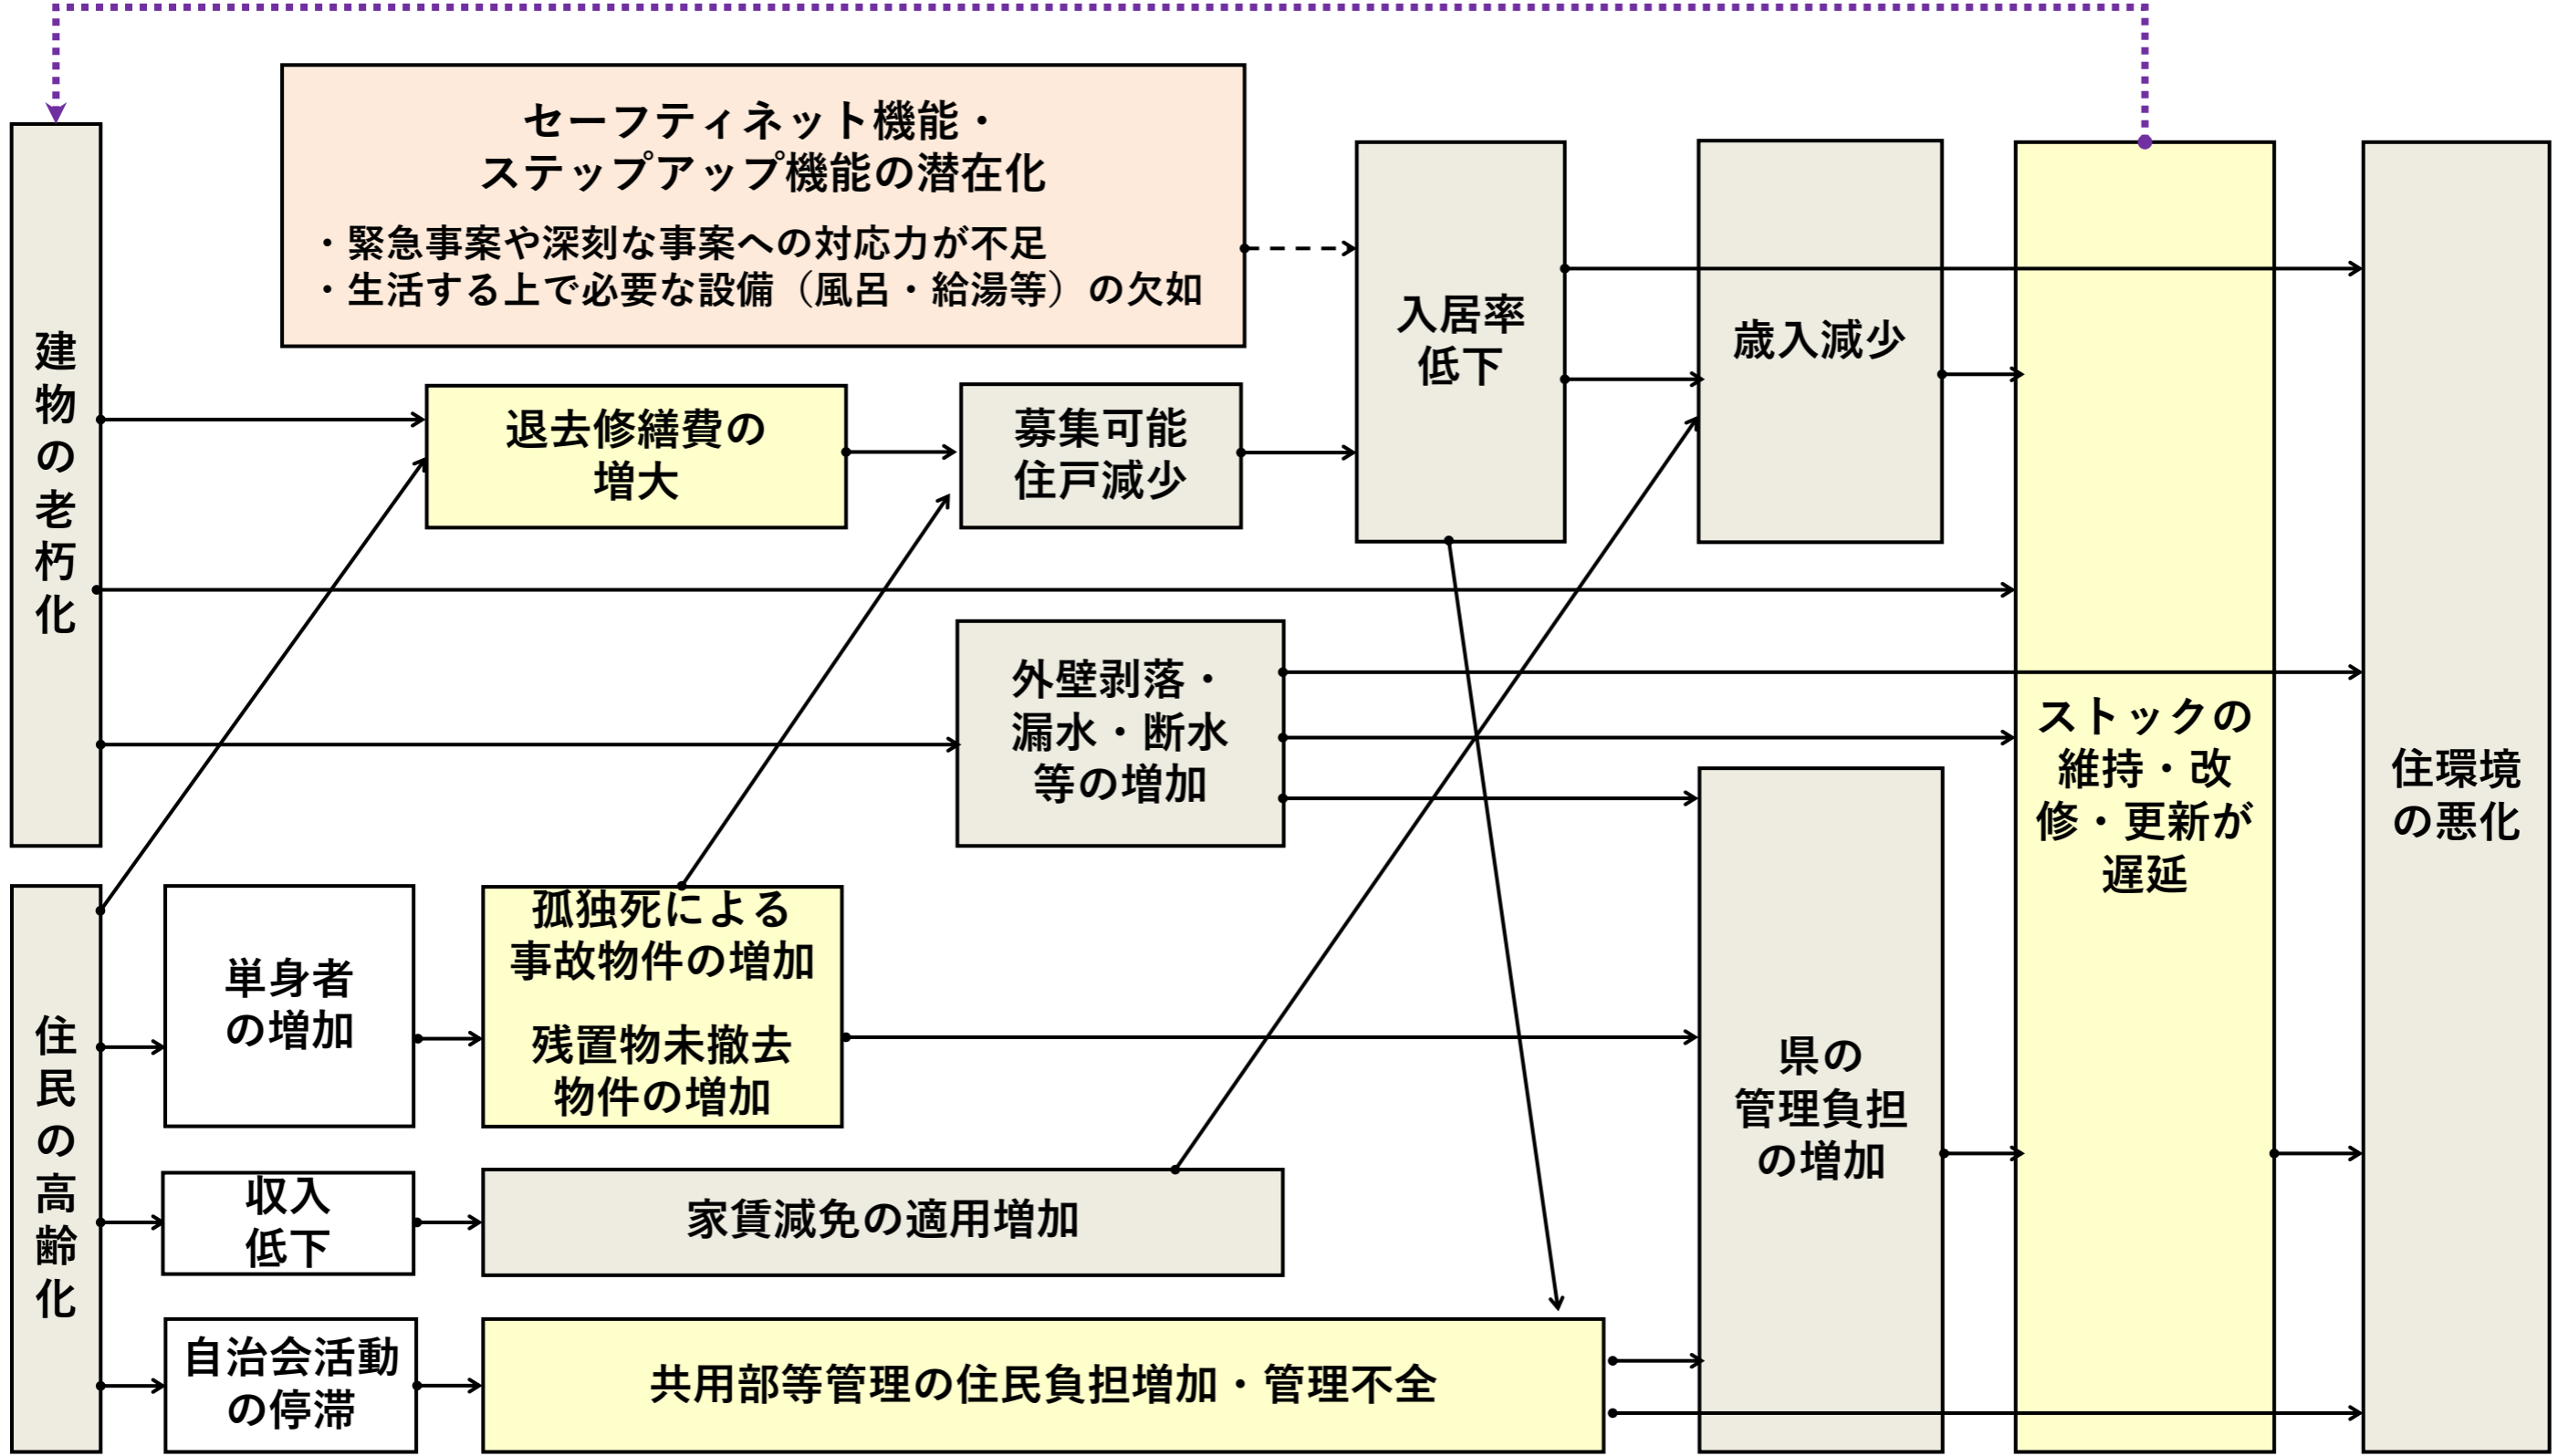 セーフティネット機能・
ステップアップ機能の潜在化
・緊急事案や深刻な事案への対応力が不足
・生活する上で必要な設備（風呂・給湯等）の欠如
建物の老朽化
退去修繕費の
増大
募集可能
住戸減少
入居率
低下
歳入減少
外壁剥落・
漏水・断水
等の増加
ストックの
維持・改
修・更新が
遅延
住環境
の悪化
住民の高齢化
単身者
の増加
孤独死による
事故物件の増加
残置物未撤去
物件の増加
県の
管理負担
の増加
収入
低下
家賃減免の適用増加
自治会活動
の停滞
共用部等管理の住民負担増加・管理不全